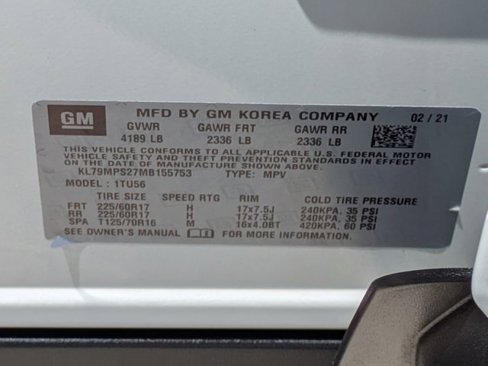 GM MFD BY GM KOREA COMPANY 02 / 21
GVWR GAWR FRT GAWR RR
4189 LB 2336 LB 2336 LB
THIS VEHICLE CONFORMS TO ALL APPLICABLE U.S. FEDERAL MOTOR
VEHICLE SAFETY, BUMPER, AND THEFT PREVENTION STANDARDS
IN EFFECT ON THE DATE OF MANUFACTURE SHOWN ABOVE.
KL79MPS27MB155753 TYPE: MPV
MODEL : 1TU56
TIRE SIZE SPEED RTG RIM COLD TIRE PRESSURE
FRT 225/60R17 H 17x7.5J 240KPA, 35 PSI
RR 225/60R17 H 17x7.5J 240KPA, 35 PSI
SPA T125/70R16 M 16x4.0BT 420KPA, 60 PSI
SEE OWNER'S MANUAL FOR MORE INFORMATION.